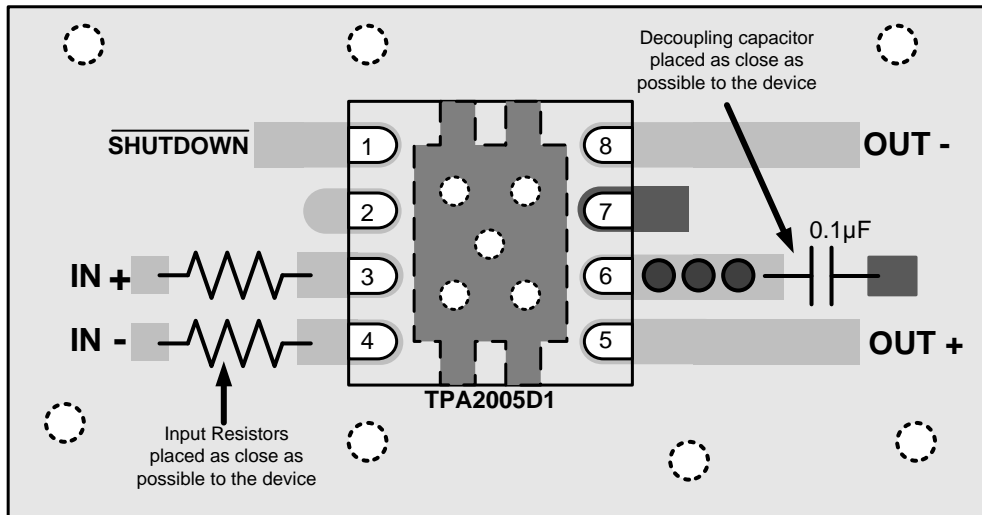 Decoupling capacitor
placed as close as
possible to the device
SHUTDOWN
1
8
OUT -
2
7
0.1µF
IN +
3
6
IN -
4
5
OUT +
TPA2005D1
Input Resistors
placed as close as
possible to the device